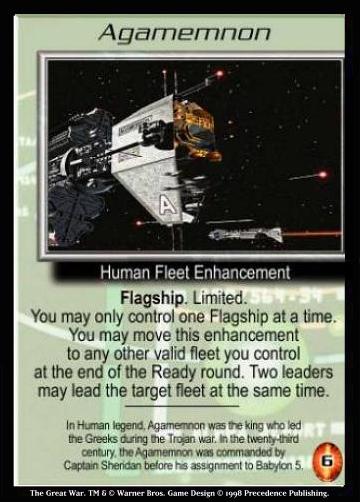 Agamemnon
A
Human Fleet Enhancement
Flagship. Limited.
You may only control one Flagship at a time.
You may move this enhancement
to any other valid fleet you control
at the end of the Ready round. Two leaders
may lead the target fleet at the same time.
In Human legend, Agamemnon was the king who led
the Greeks during the Trojan war. In the twenty-third
century, the Agamemnon was commanded by
Captain Sheridan before his assignment to Babylon 5.
6
The Great War. TM & © Warner Bros. Game Design © 1998 Precedence Publishing.